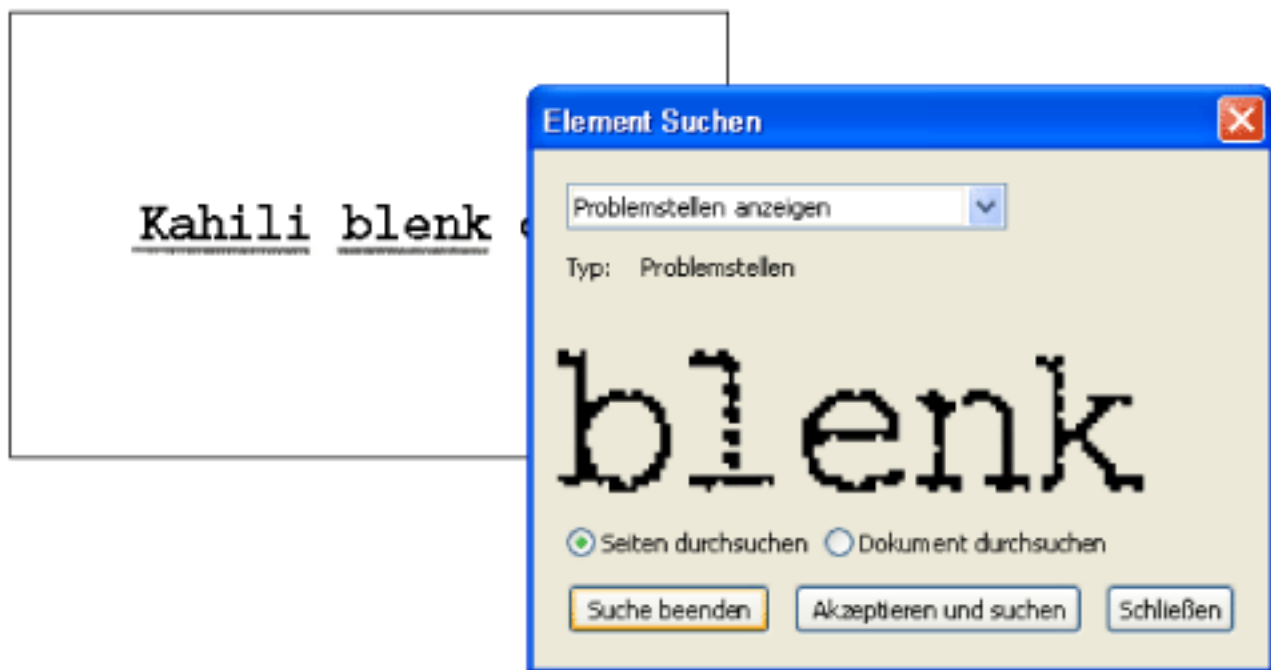 Kahili blenk
Element Suchen
Problemstellen anzeigen
Typ: Problemstellen
blenk
Seiten durchsuchen Dokument durchsuchen
Suche beenden Akzeptieren und suchen Schließen